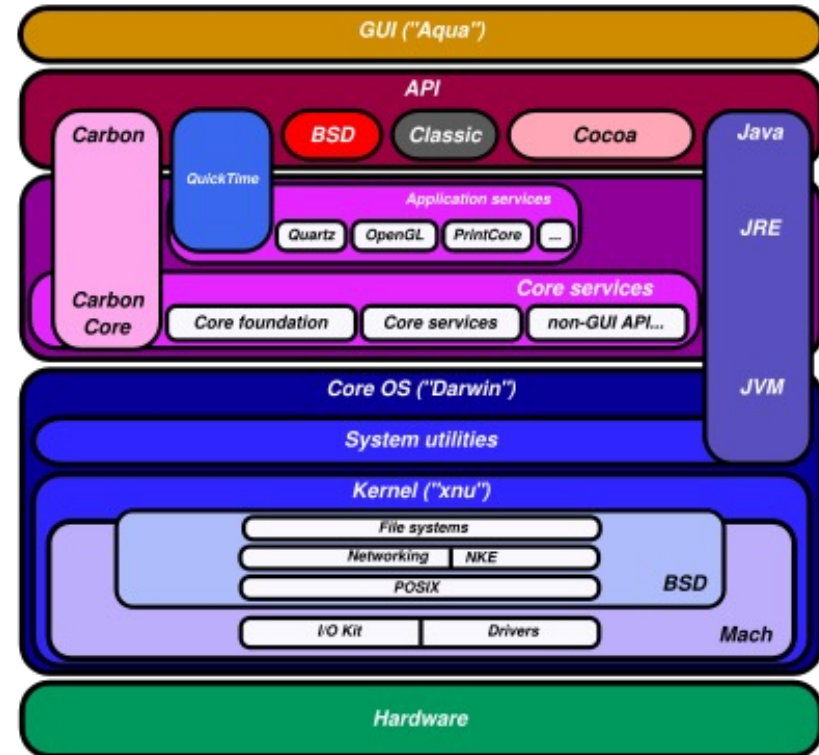 GUI ("Aqua")
API
Carbon
QuickTime
BSD
Classic
Cocoa
Java
Application services
Quartz
OpenGL
PrintCore
...
JRE
Core services
Carbon
Core
Core foundation
Core services
non-GUI API...
Core OS ("Darwin")
JVM
System utilities
Kernel ("xnu")
File systems
Networking
NKE
POSIX
BSD
I/O Kit
Drivers
Mach
Hardware